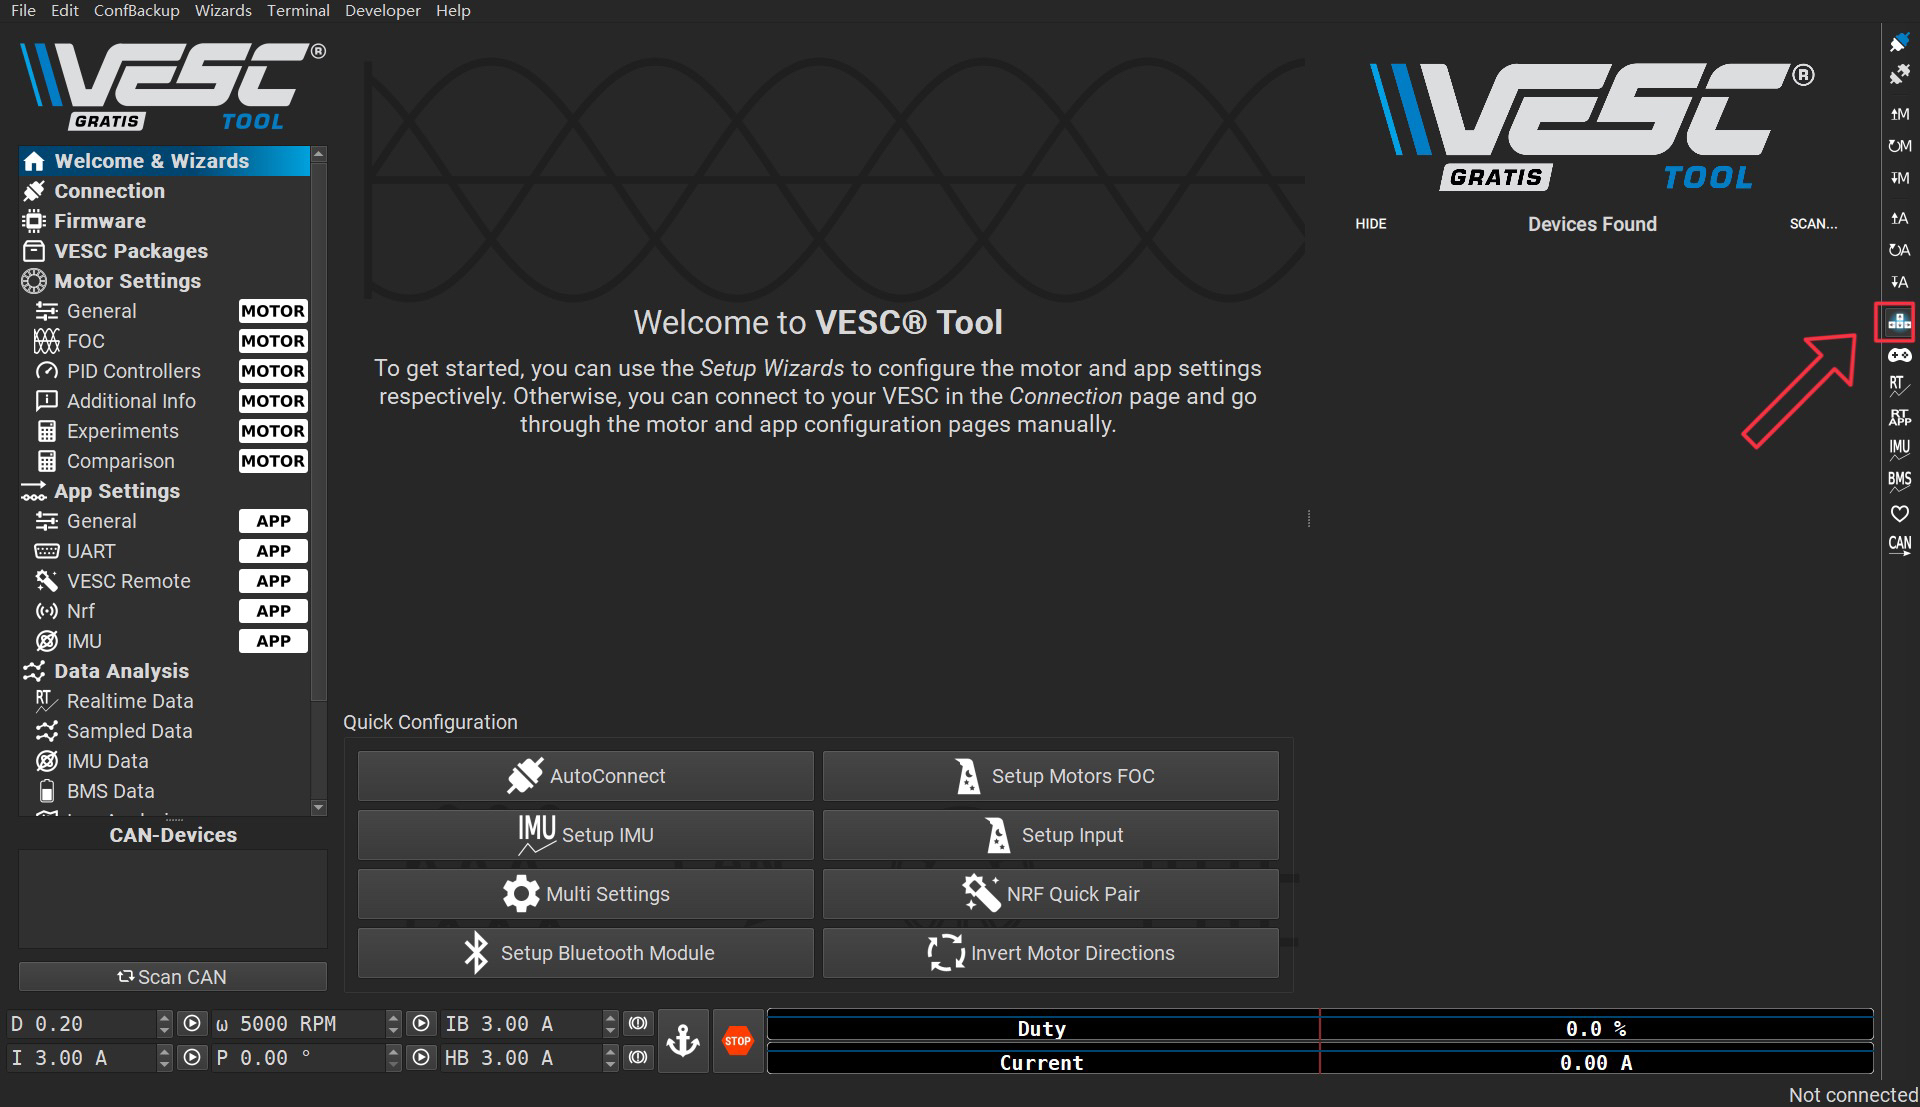 File Edit ConfBackup Wizards Terminal Developer Help
VESC®
GRATIS TOOL
Welcome & Wizards
Connection
Firmware
VESC Packages
Motor Settings
General MOTOR
FOC MOTOR
PID Controllers MOTOR
Additional Info MOTOR
Experiments MOTOR
Comparison MOTOR
App Settings
General APP
UART APP
VESC Remote APP
Nrf APP
IMU APP
Data Analysis
RT Realtime Data
Sampled Data
IMU Data
BMS Data
CAN-Devices
Scan CAN
Welcome to VESC® Tool
To get started, you can use the Setup Wizards to configure the motor and app settings
respectively. Otherwise, you can connect to your VESC in the Connection page and go
through the motor and app configuration pages manually.
Quick Configuration
AutoConnect
Setup Motors FOC
IMU Setup IMU
Setup Input
Multi Settings
NRF Quick Pair
Setup Bluetooth Module
Invert Motor Directions
VESC®
GRATIS TOOL
HIDE Devices Found SCAN...
M
M
M
A
A
A
RT
RT
APP
IMU
BMS
CAN
D 0.20 ω 5000 RPM IB 3.00 A
I 3.00 A P 0.00 ° HB 3.00 A
STOP
Duty 0.0 %
Current 0.00 A
Not connected